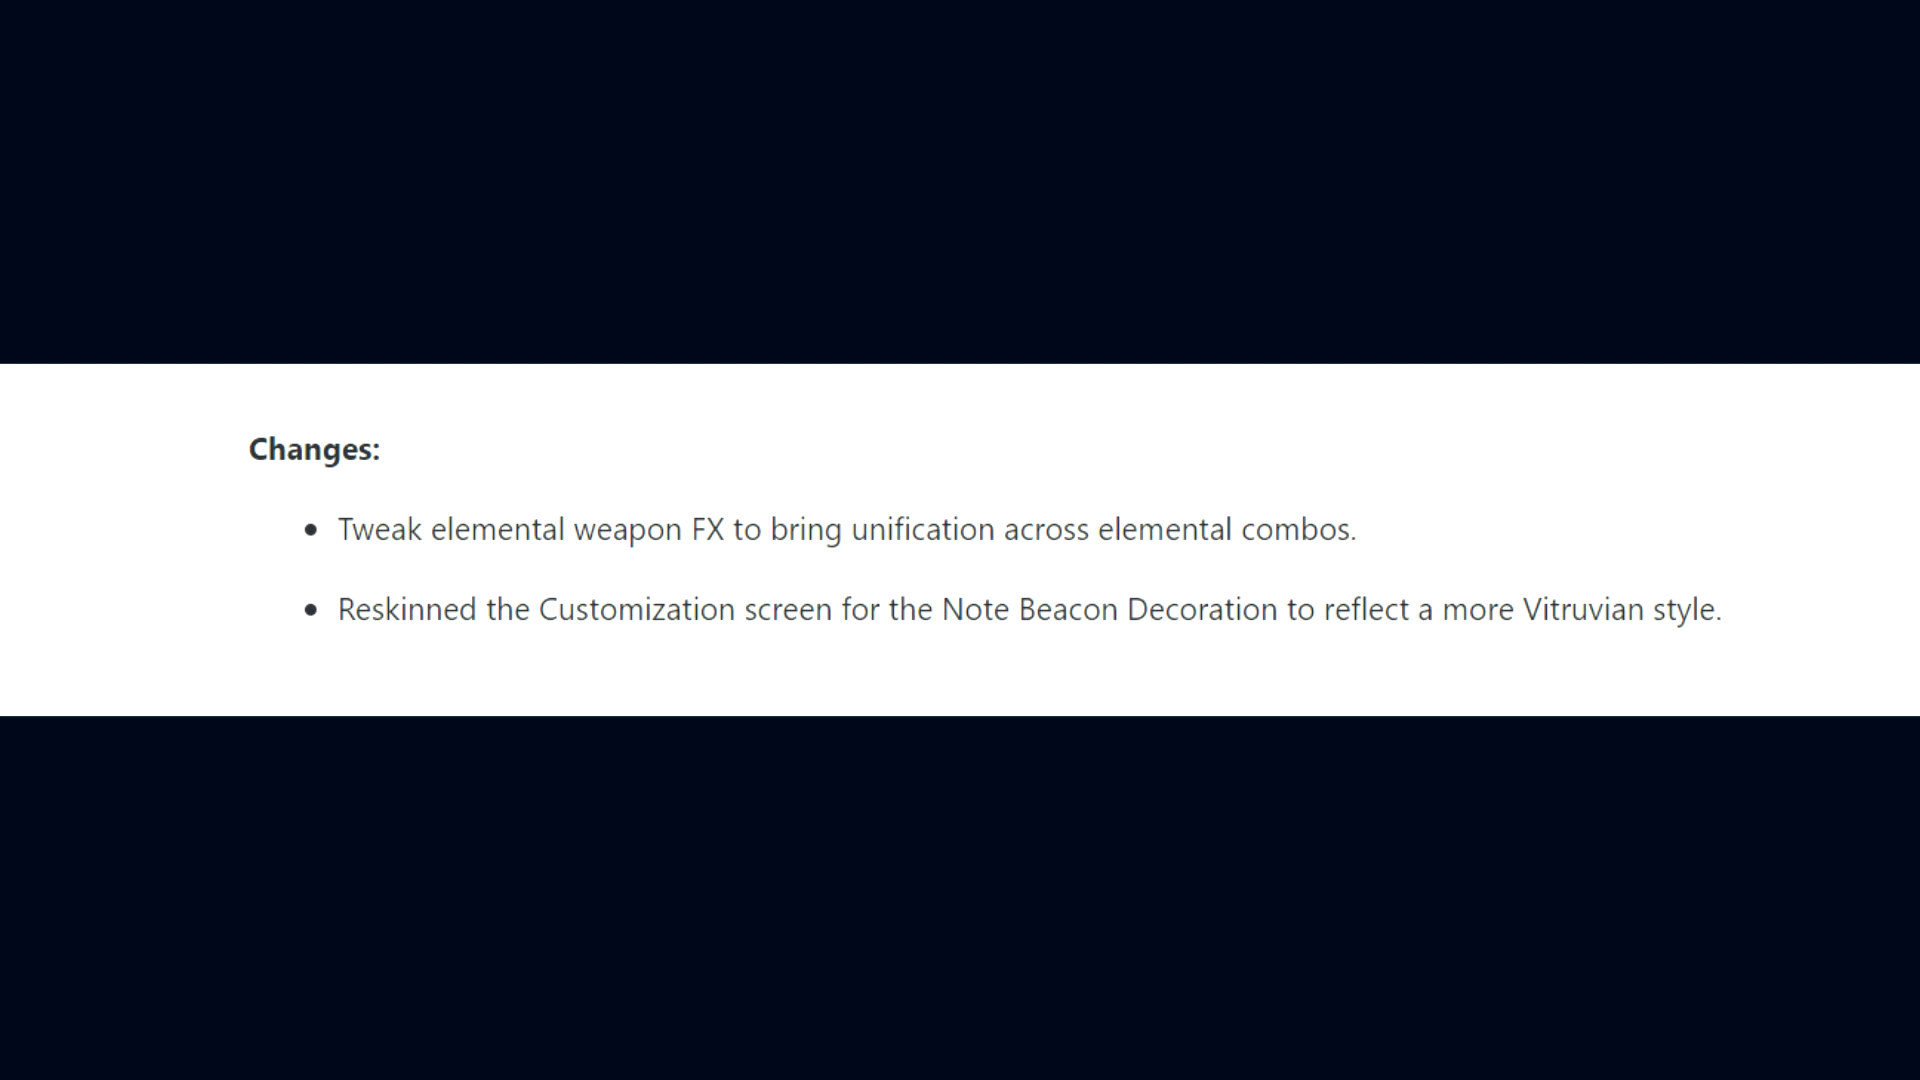 Changes:
• Tweak elemental weapon FX to bring unification across elemental combos.
• Reskinned the Customization screen for the Note Beacon Decoration to reflect a more Vitruvian style.